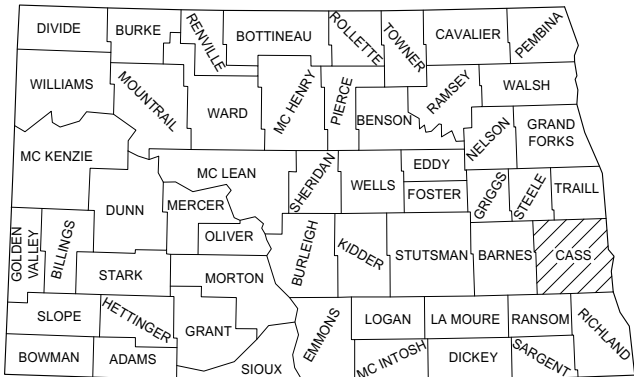 DIVIDE
BURKE
RENVILLE
BOTTINEAU
ROLLETTE
TOWNER
CAVALIER
PEMBINA
WILLIAMS
MOUNTRAIL
WARD
MC HENRY
PIERCE
BENSON
RAMSEY
WALSH
MC KENZIE
MC LEAN
SHERIDAN
WELLS
EDDY
FOSTER
NELSON
GRAND
FORKS
DUNN
MERCER
OLIVER
GRIGGS
STEELE
TRAILL
GOLDEN
VALLEY
BILLINGS
STARK
MORTON
BURLEIGH
KIDDER
STUTSMAN
BARNES
CASS
SLOPE
HETTINGER
GRANT
EMMONS
LOGAN
LA MOURE
RANSOM
RICHLAND
BOWMAN
ADAMS
SIOUX
MC INTOSH
DICKEY
SARGENT